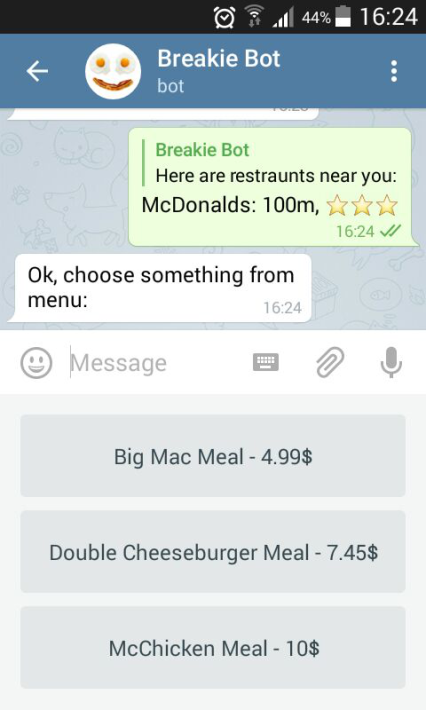 44% 16:24
Breakie Bot
bot
Breakie Bot
Here are restraunts near you:
McDonalds: 100m, ⭐⭐⭐
16:24
Ok, choose something from
menu:
16:24
Message
Big Mac Meal - 4.99$
Double Cheeseburger Meal - 7.45$
McChicken Meal - 10$